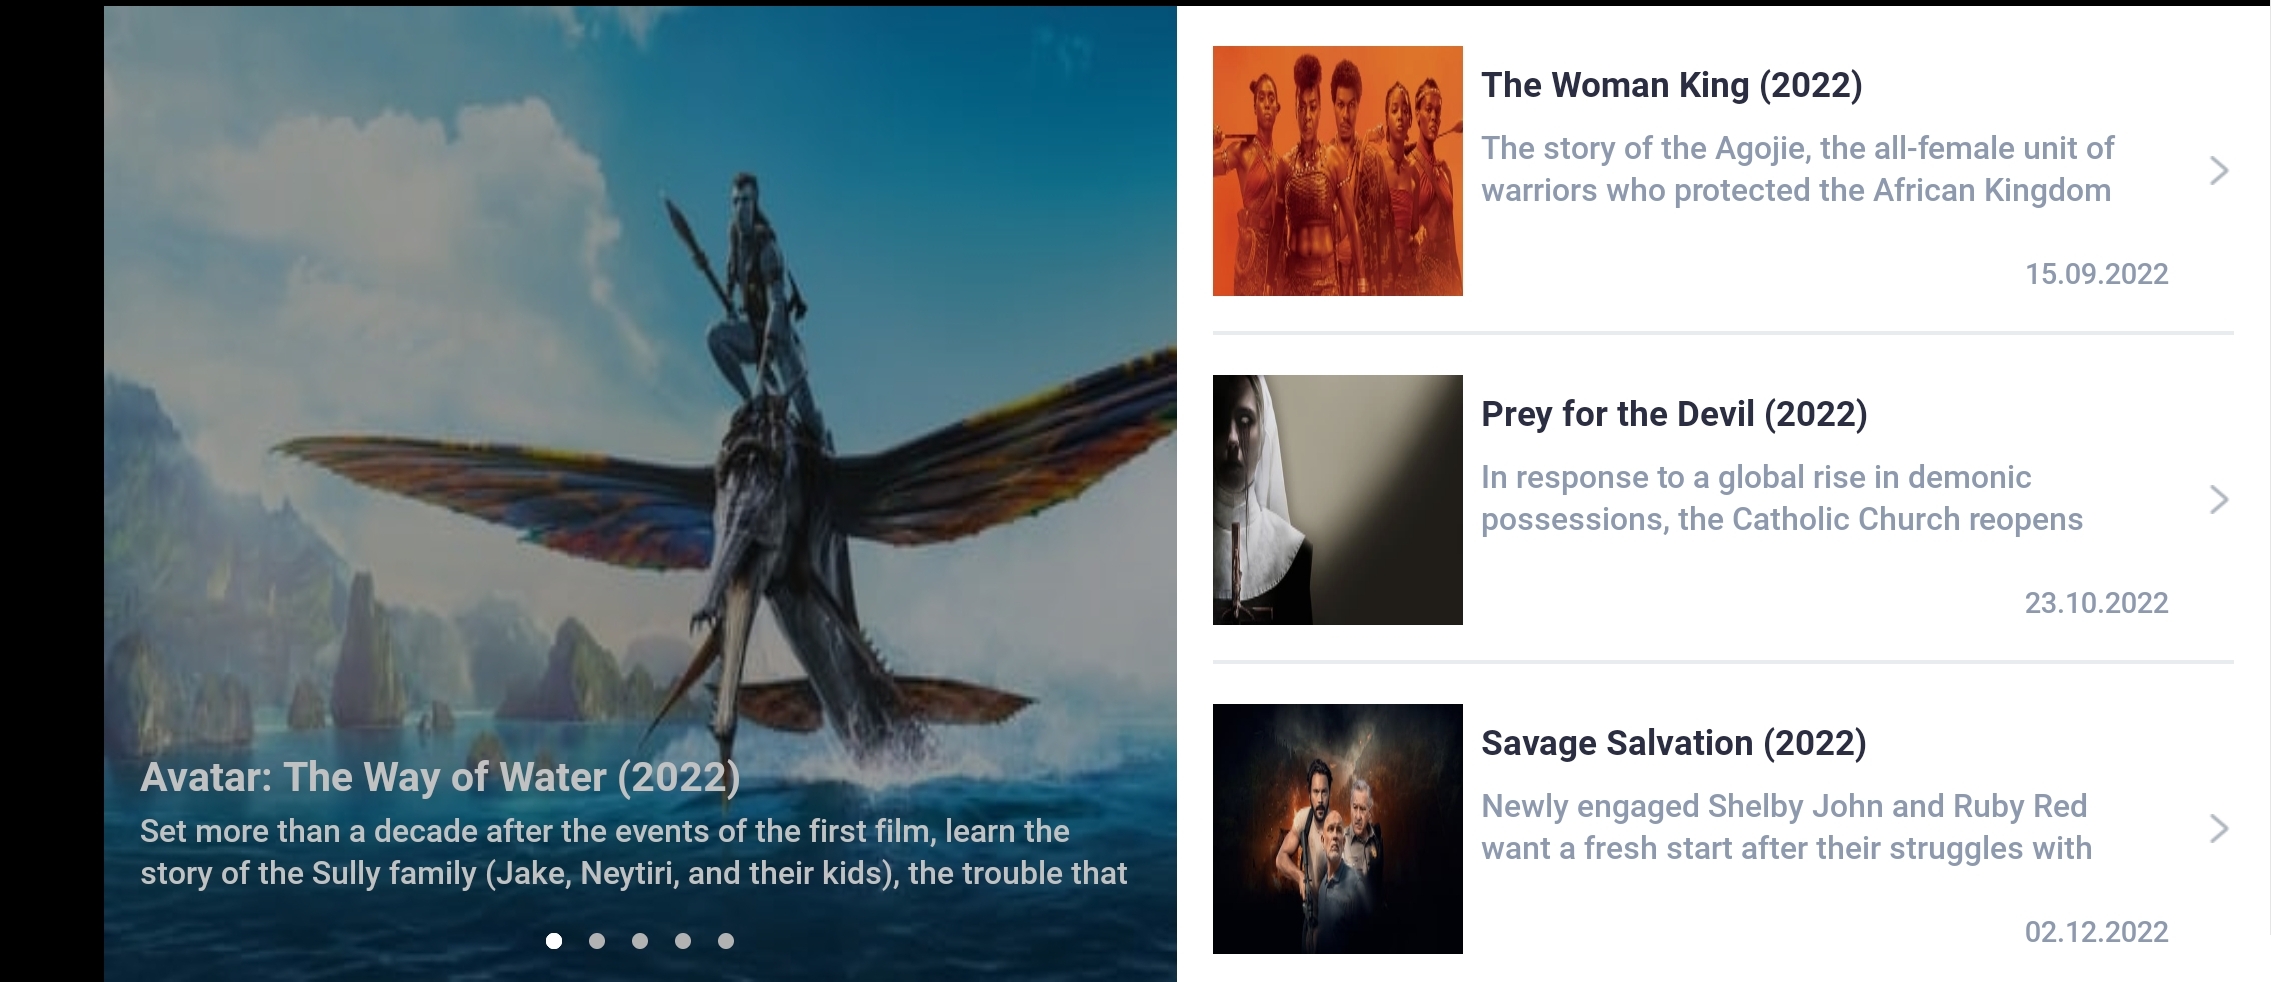 Avatar: The Way of Water (2022)
Set more than a decade after the events of the first film, learn the
story of the Sully family (Jake, Neytiri, and their kids), the trouble that
The Woman King (2022)
The story of the Agojie, the all-female unit of
warriors who protected the African Kingdom
15.09.2022
Prey for the Devil (2022)
In response to a global rise in demonic
possessions, the Catholic Church reopens
23.10.2022
Savage Salvation (2022)
Newly engaged Shelby John and Ruby Red
want a fresh start after their struggles with
02.12.2022